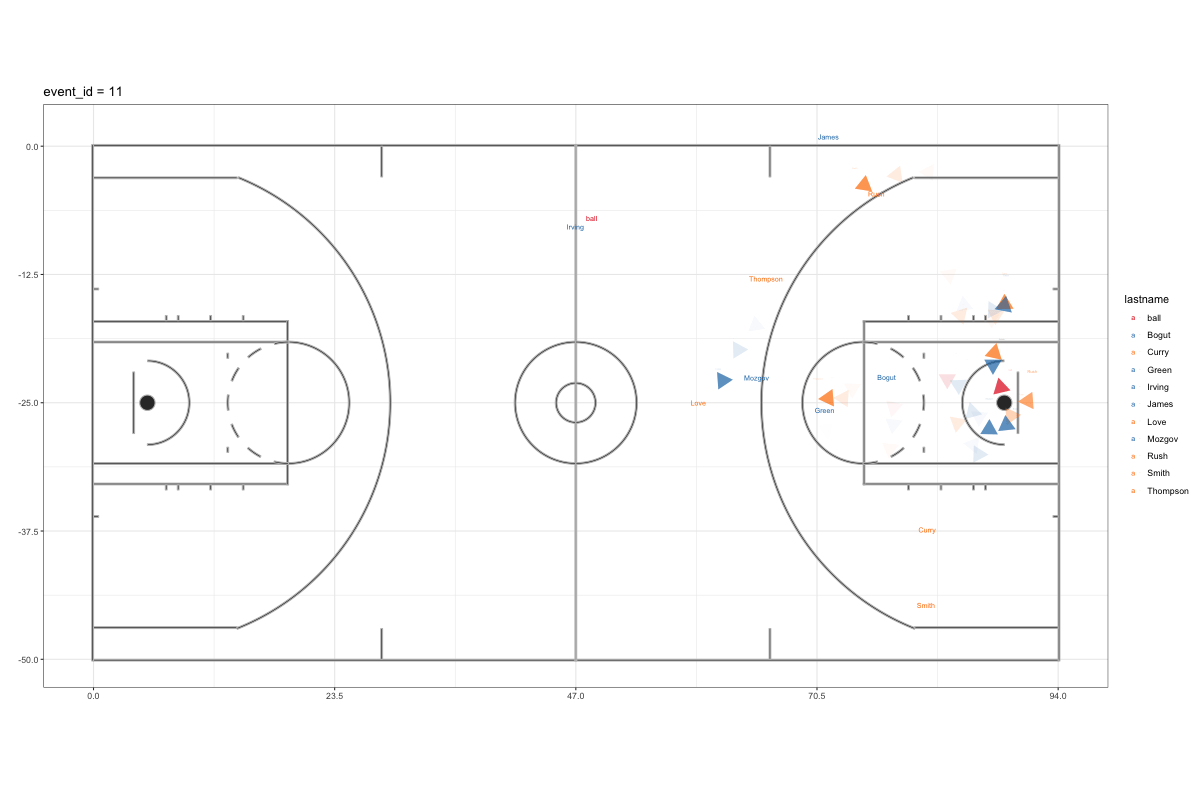 event_id = 11
James
Rush
ball
Irving
Thompson
Mozgov
Bogut
Love
Green
Rush
Curry
Smith
0.0
-12.5
-25.0
-37.5
-50.0
0.0
23.5
47.0
70.5
94.0
lastname
a ball
a Bogut
a Curry
a Green
a Irving
a James
a Love
a Mozgov
a Rush
a Smith
a Thompson